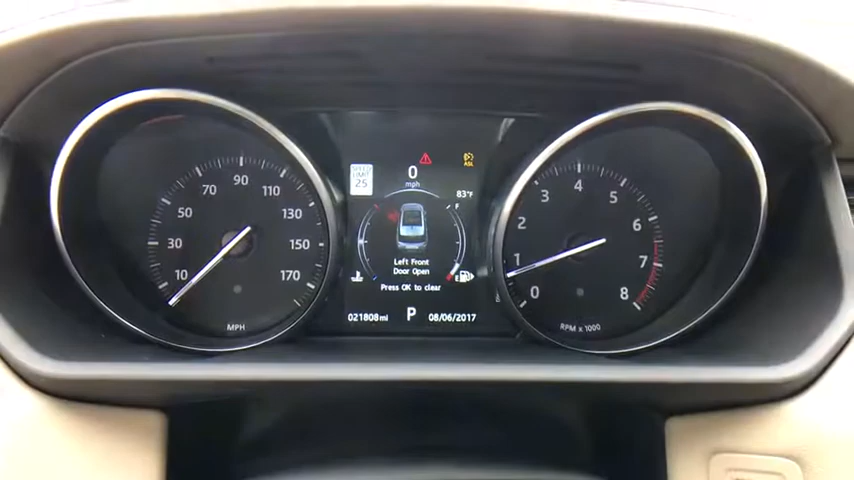 SPEED
LIMIT
25
0
mph
ASL
83°F
F
E
Left Front
Door Open
Press OK to clear
021808mi
P
08/06/2017
10
30
50
70
90
110
130
150
170
MPH
0
1
2
3
4
5
6
7
8
RPM x 1000